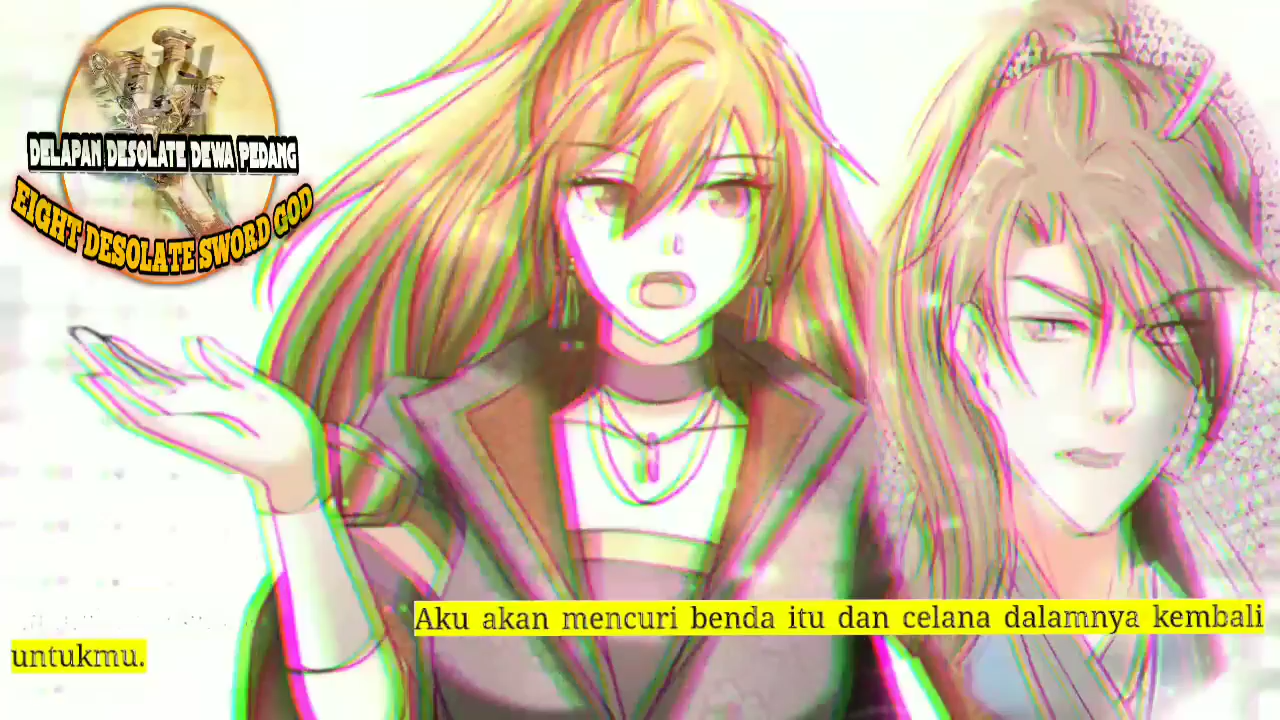 DELAPAN DESOLATE DEWA PEDANG
EIGHT DESOLATE SWORD GOD
Aku akan mencuri benda itu dan celana dalamnya kembali
untukmu.